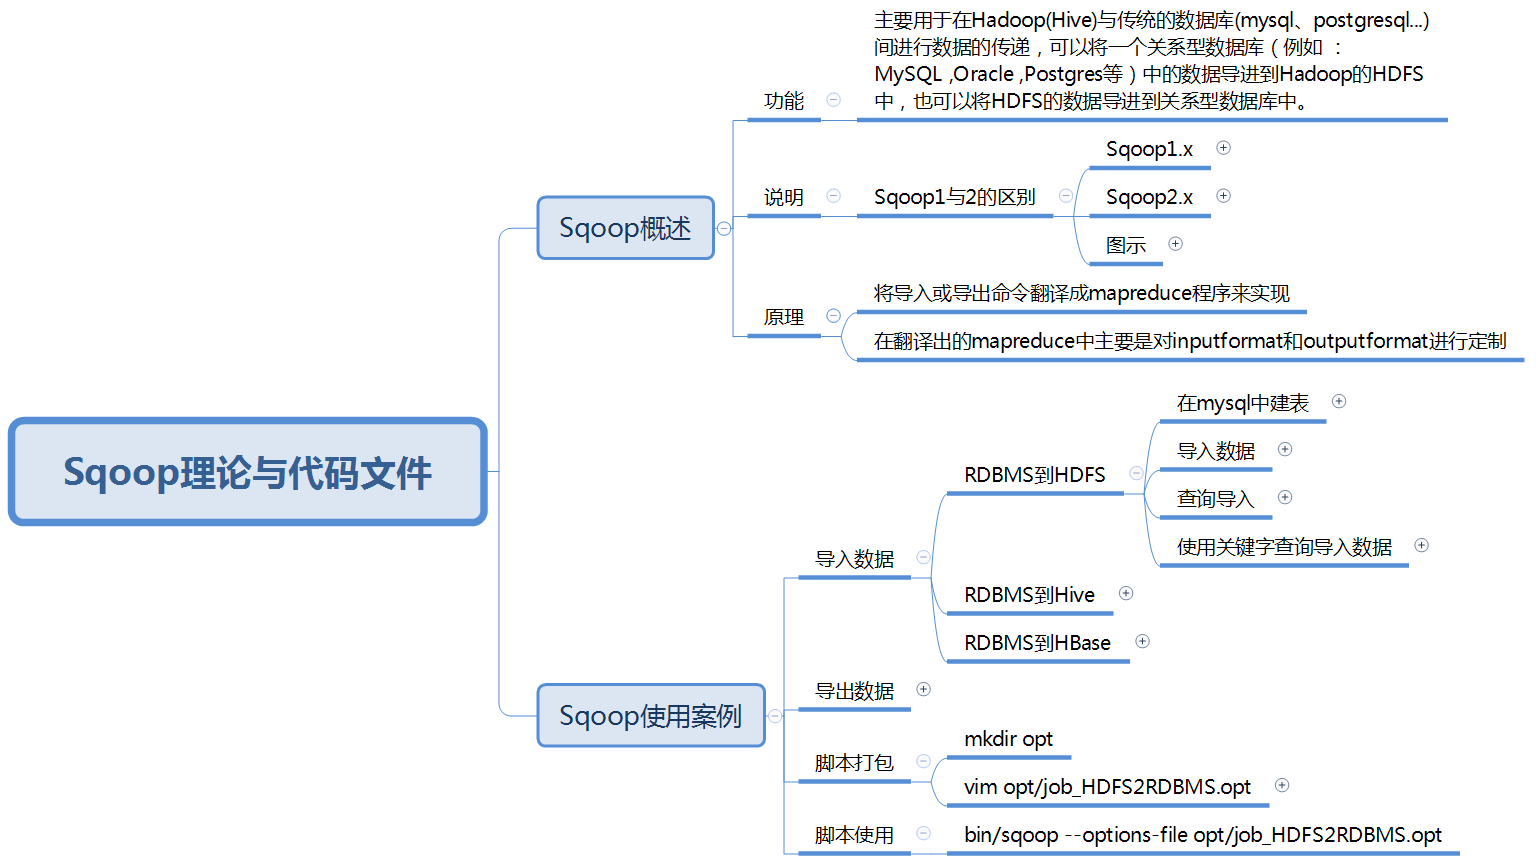 Sqoop理论与代码文件
Sqoop概述
功能
主要用于在Hadoop(Hive)与传统的数据库(mysql、postgresql...)
间进行数据的传递，可以将一个关系型数据库（例如 ：
MySQL ,Oracle ,Postgres等）中的数据导进到Hadoop的HDFS
中，也可以将HDFS的数据导进到关系型数据库中。
说明
Sqoop1与2的区别
Sqoop1.x
Sqoop2.x
图示
原理
将导入或导出命令翻译成mapreduce程序来实现
在翻译出的mapreduce中主要是对inputformat和outputformat进行定制
Sqoop使用案例
导入数据
RDBMS到HDFS
在mysql中建表
导入数据
查询导入
使用关键字查询导入数据
RDBMS到Hive
RDBMS到HBase
导出数据
脚本打包
mkdir opt
vim opt/job_HDFS2RDBMS.opt
脚本使用
bin/sqoop --options-file opt/job_HDFS2RDBMS.opt